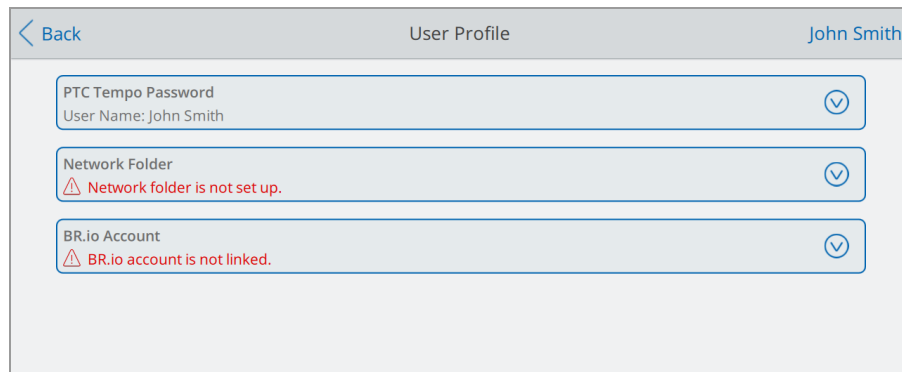 Back User Profile John Smith
PTC Tempo Password
User Name: John Smith
Network Folder
Network folder is not set up.
BR.io Account
BR.io account is not linked.